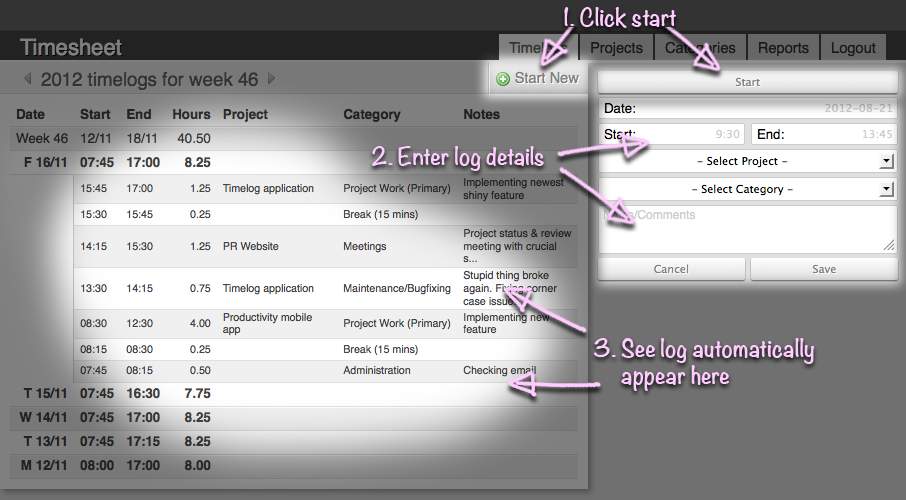 1. Click start
Timesheet
Timelogs Projects Categories Reports Logout
2012 timelogs for week 46
Start New
Start
Date: 2012-08-21
Start: 9:30 End: 13:45
- Select Project -
- Select Category -
Notes/Comments
Cancel Save
2. Enter log details
Date Start End Hours Project Category Notes
Week 46 12/11 18/11 40.50
F 16/11 07:45 17:00 8.25
15:45 17:00 1.25 Timelog application Project Work (Primary) Implementing newest
shiny feature
15:30 15:45 0.25 Break (15 mins)
14:15 15:30 1.25 PR Website Meetings Project status & review
meeting with crucial
s...
13:30 14:15 0.75 Timelog application Maintenance/Bugfixing Stupid thing broke
again. Fixing corner
case issue
08:30 12:30 4.00 Productivity mobile
app Project Work (Primary) Implementing new
feature
08:15 08:30 0.25 Break (15 mins)
07:45 08:15 0.50 Administration Checking email
T 15/11 07:45 16:30 7.75
W 14/11 07:45 17:00 8.25
T 13/11 07:45 17:15 8.25
M 12/11 08:00 17:00 8.00
3. See log automatically
appear here